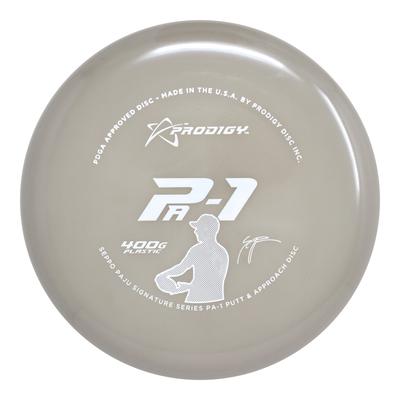 PDGA APPROVED DISC - MADE IN THE U.S.A. BY PRODIGY DISC INC.
PRODIGY
PA-1
400G
PLASTIC
SEPPO PAJU SIGNATURE SERIES PA-1 PUTT & APPROACH DISC